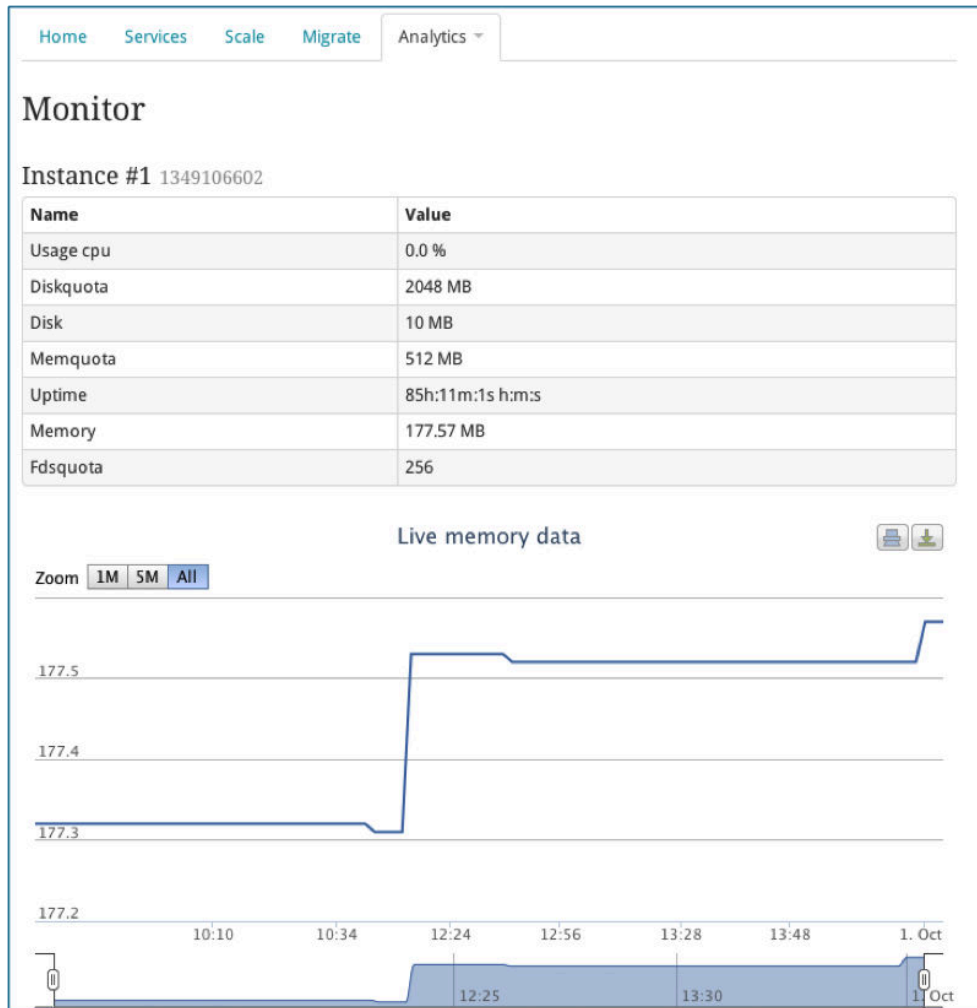 Home Services Scale Migrate Analytics
Monitor
Instance #1 1349106602
Name Value
Usage cpu 0.0 %
Diskquota 2048 MB
Disk 10 MB
Memquota 512 MB
Uptime 85h:11m:1s h:m:s
Memory 177.57 MB
Fdsquota 256
Live memory data
Zoom 1M 5M All
177.5
177.4
177.3
177.2
10:10 10:34 12:24 12:56 13:28 13:48 1. Oct
12:25 13:30 1. Oct